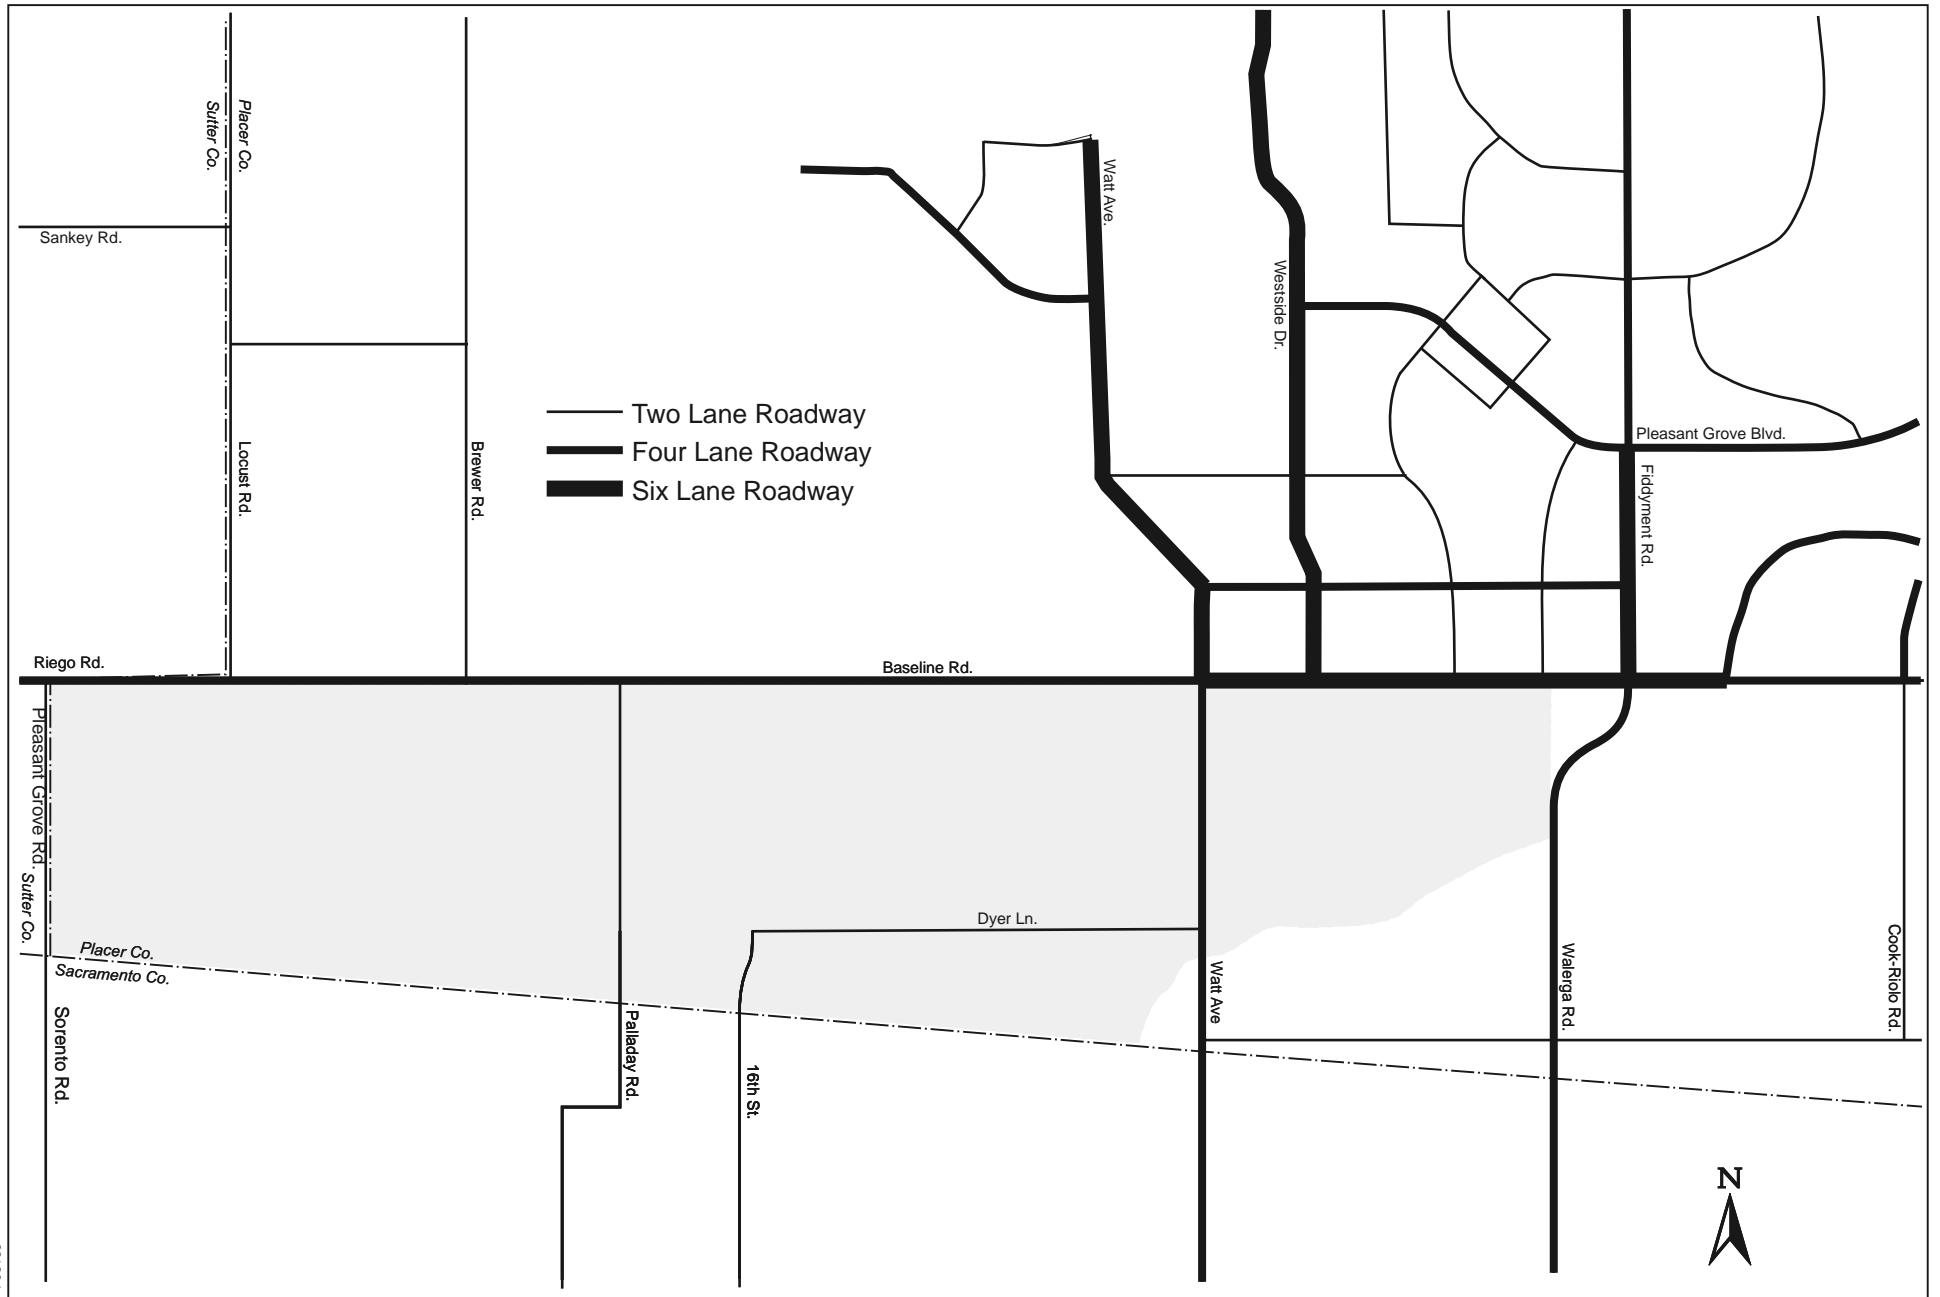 Sutter Co.
Placer Co.
Sankey Rd.
Watt Ave.
Westside Dr.
Two Lane Roadway
Four Lane Roadway
Six Lane Roadway
Locust Rd.
Brewer Rd.
Pleasant Grove Blvd.
Fiddyment Rd.
Riego Rd.
Baseline Rd.
Pleasant Grove Rd.
Sutter Co.
Placer Co.
Sacramento Co.
Dyer Ln.
Sorento Rd.
Palladay Rd.
16th St.
Watt Ave
Walerga Rd.
Cook-Riolo Rd.
N